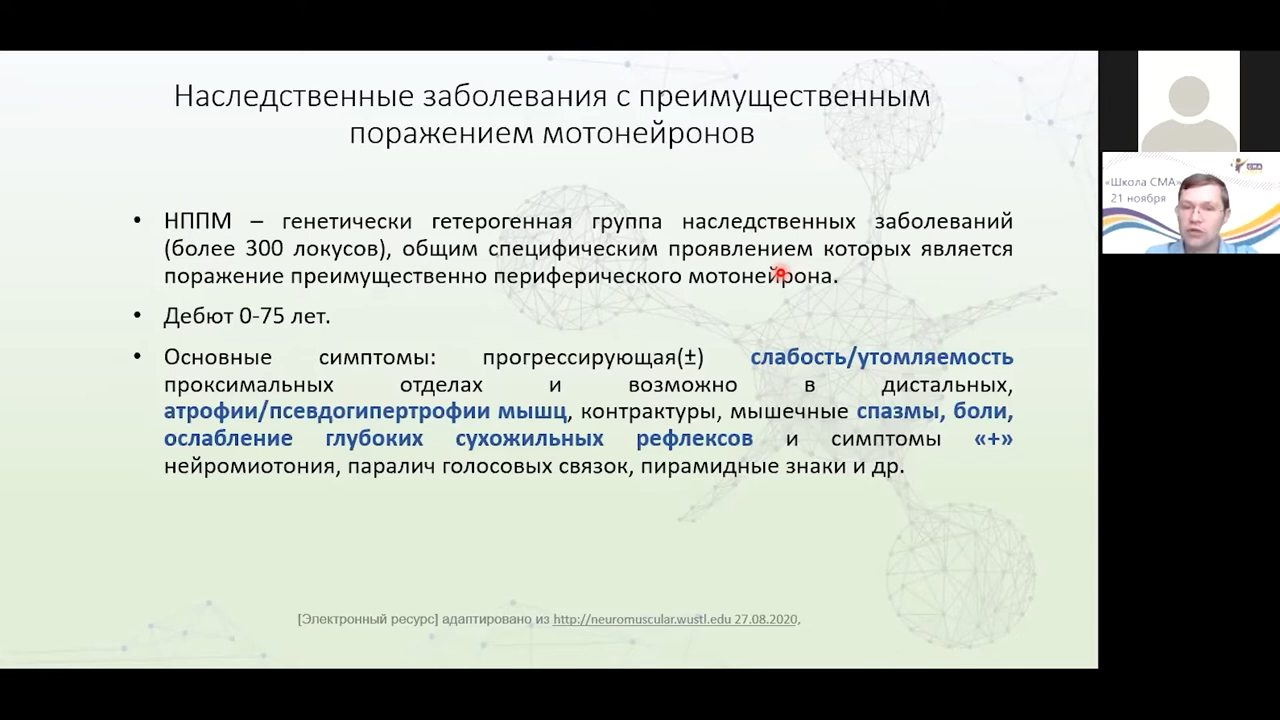 Наследственные заболевания с преимущественным
поражением мотонейронов
• НППМ – генетически гетерогенная группа наследственных заболеваний
(более 300 локусов), общим специфическим проявлением которых является
поражение преимущественно периферического мотонейрона.
• Дебют 0-75 лет.
• Основные симптомы: прогрессирующая(±) слабость/утомляемость
проксимальных отделах и возможно в дистальных,
атрофии/псевдогипертрофии мышц, контрактуры, мышечные спазмы, боли,
ослабление глубоких сухожильных рефлексов и симптомы «+»
нейромиотония, паралич голосовых связок, пирамидные знаки и др.
[Электронный ресурс] адаптировано из http://neuromuscular.wustl.edu 27.08.2020,
«Школа СМА»
21 ноября
СМА